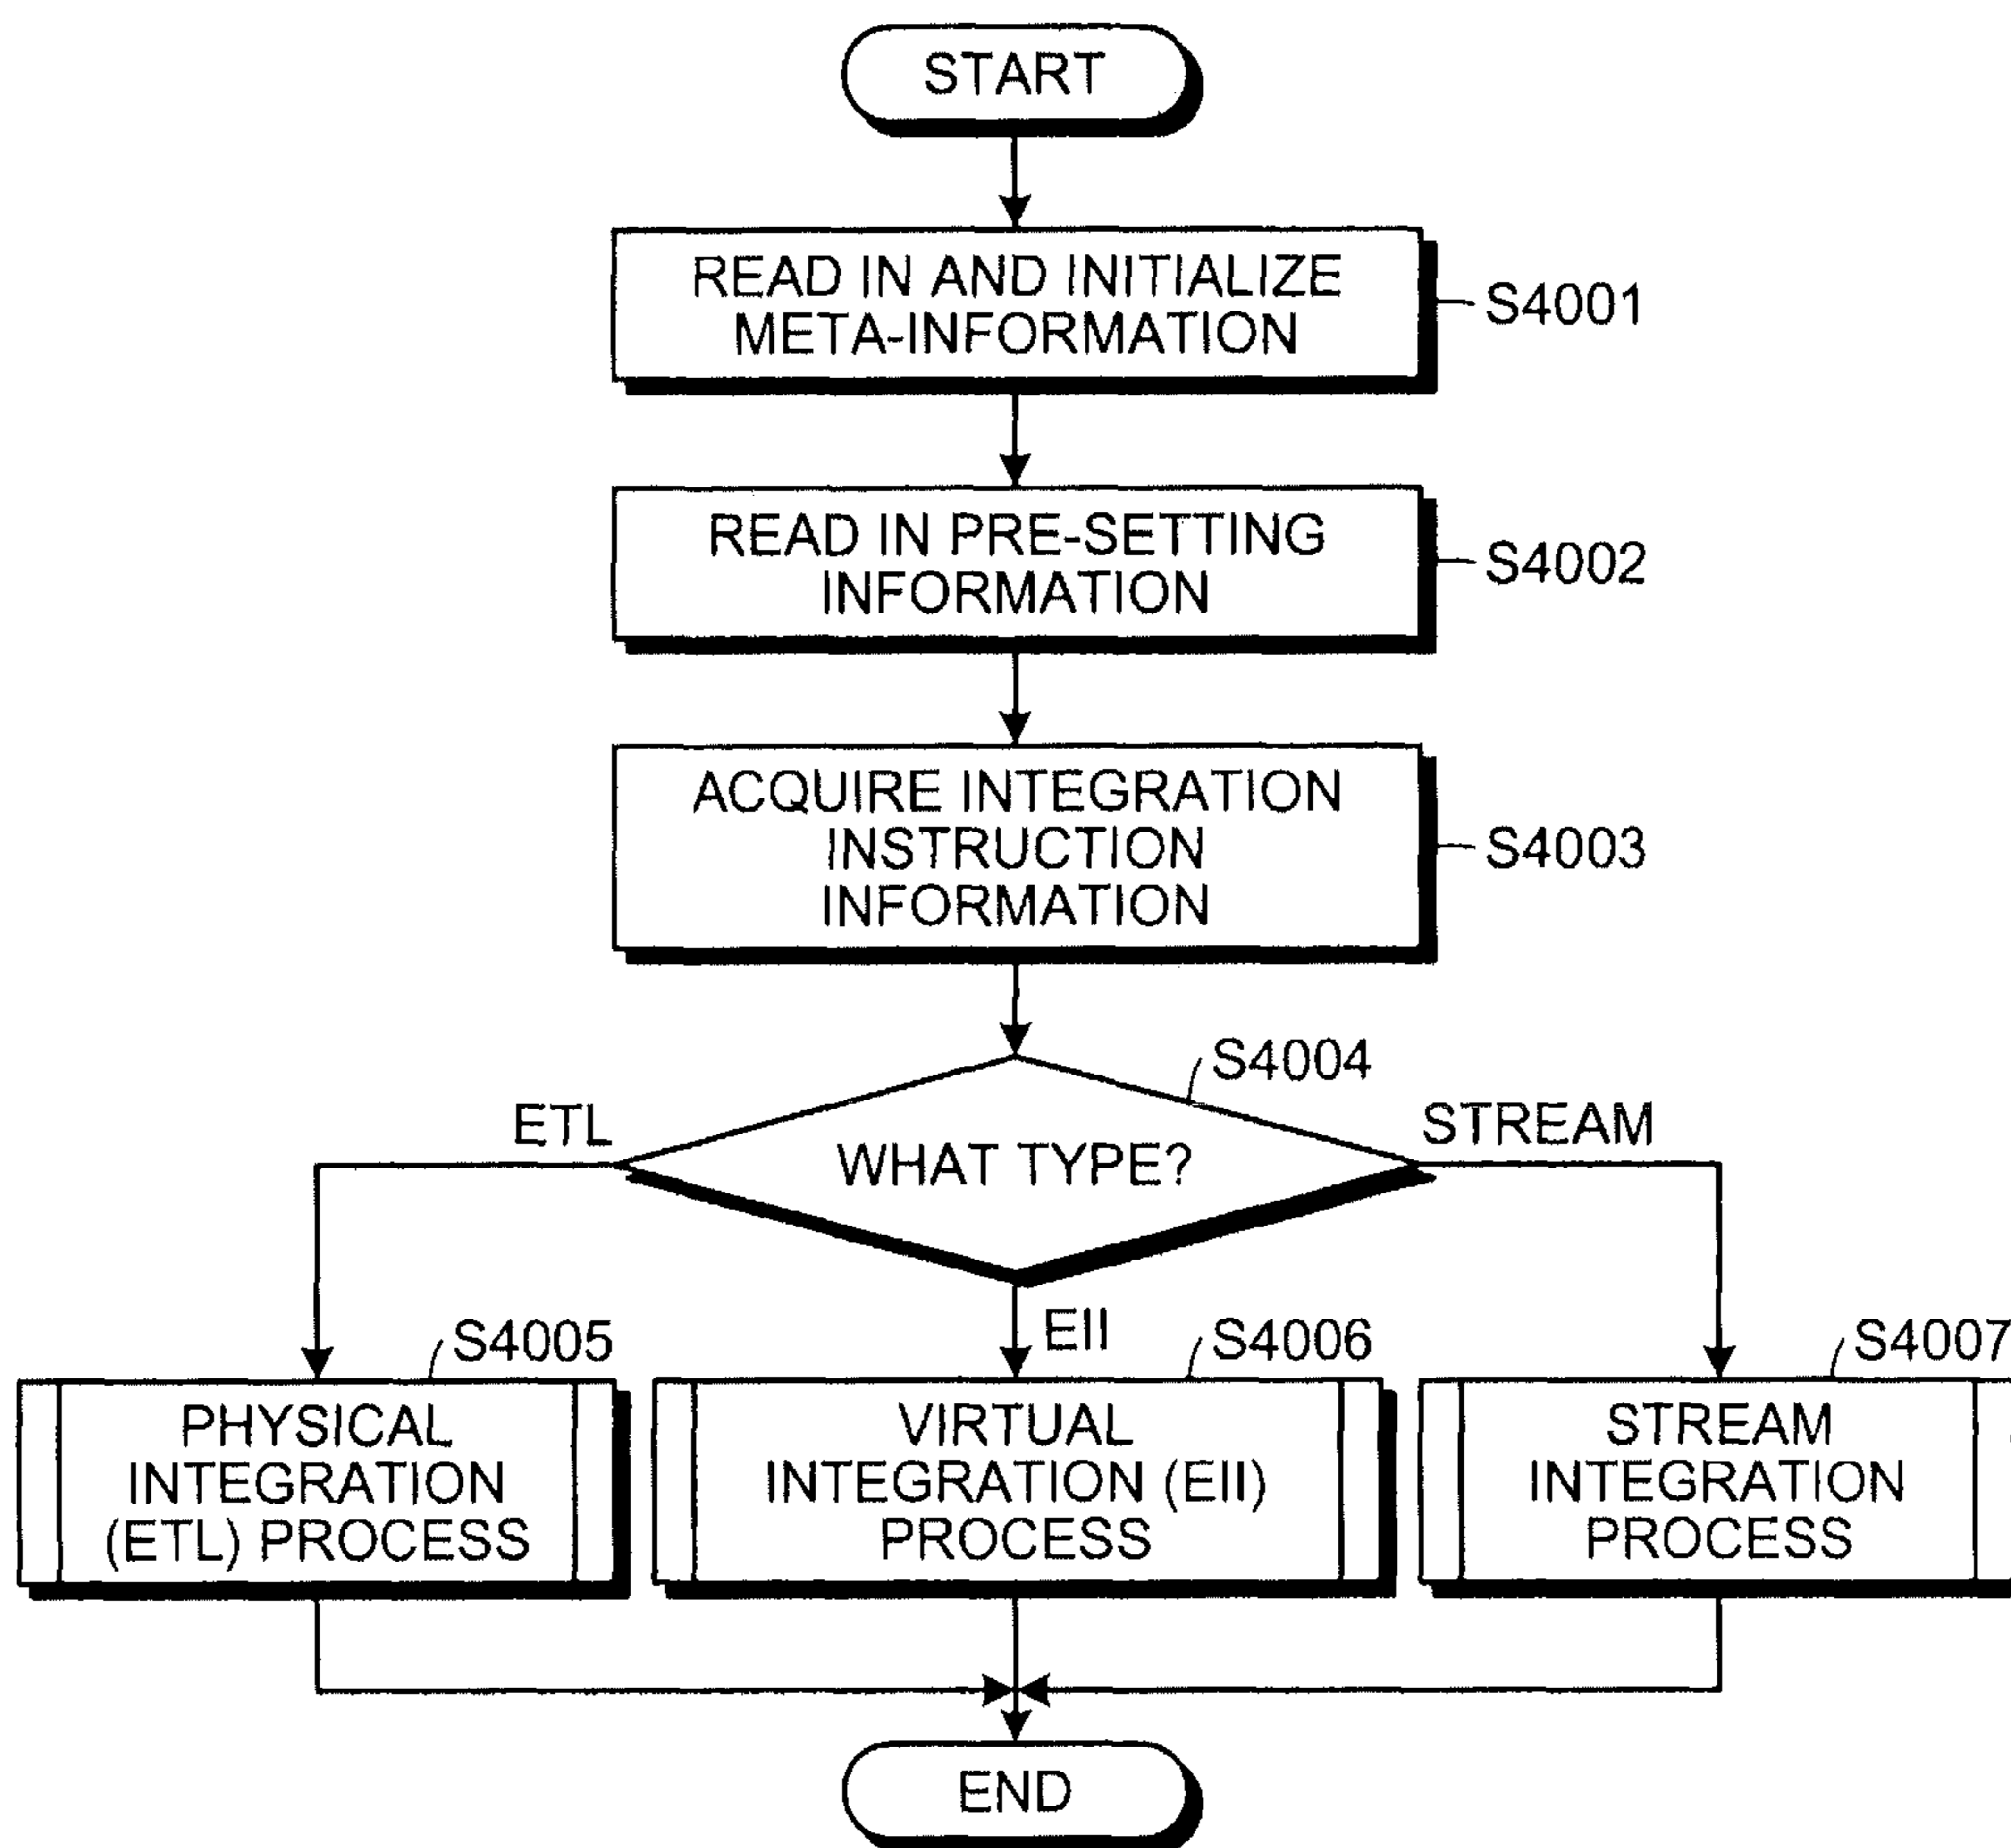 START
READ IN AND INITIALIZE
META-INFORMATION
S4001
READ IN PRE-SETTING
INFORMATION
S4002
ACQUIRE INTEGRATION
INSTRUCTION
INFORMATION
S4003
S4004
ETL
WHAT TYPE?
STREAM
EII
S4005
PHYSICAL
INTEGRATION
(ETL) PROCESS
S4006
VIRTUAL
INTEGRATION (EII)
PROCESS
S4007
STREAM
INTEGRATION
PROCESS
END